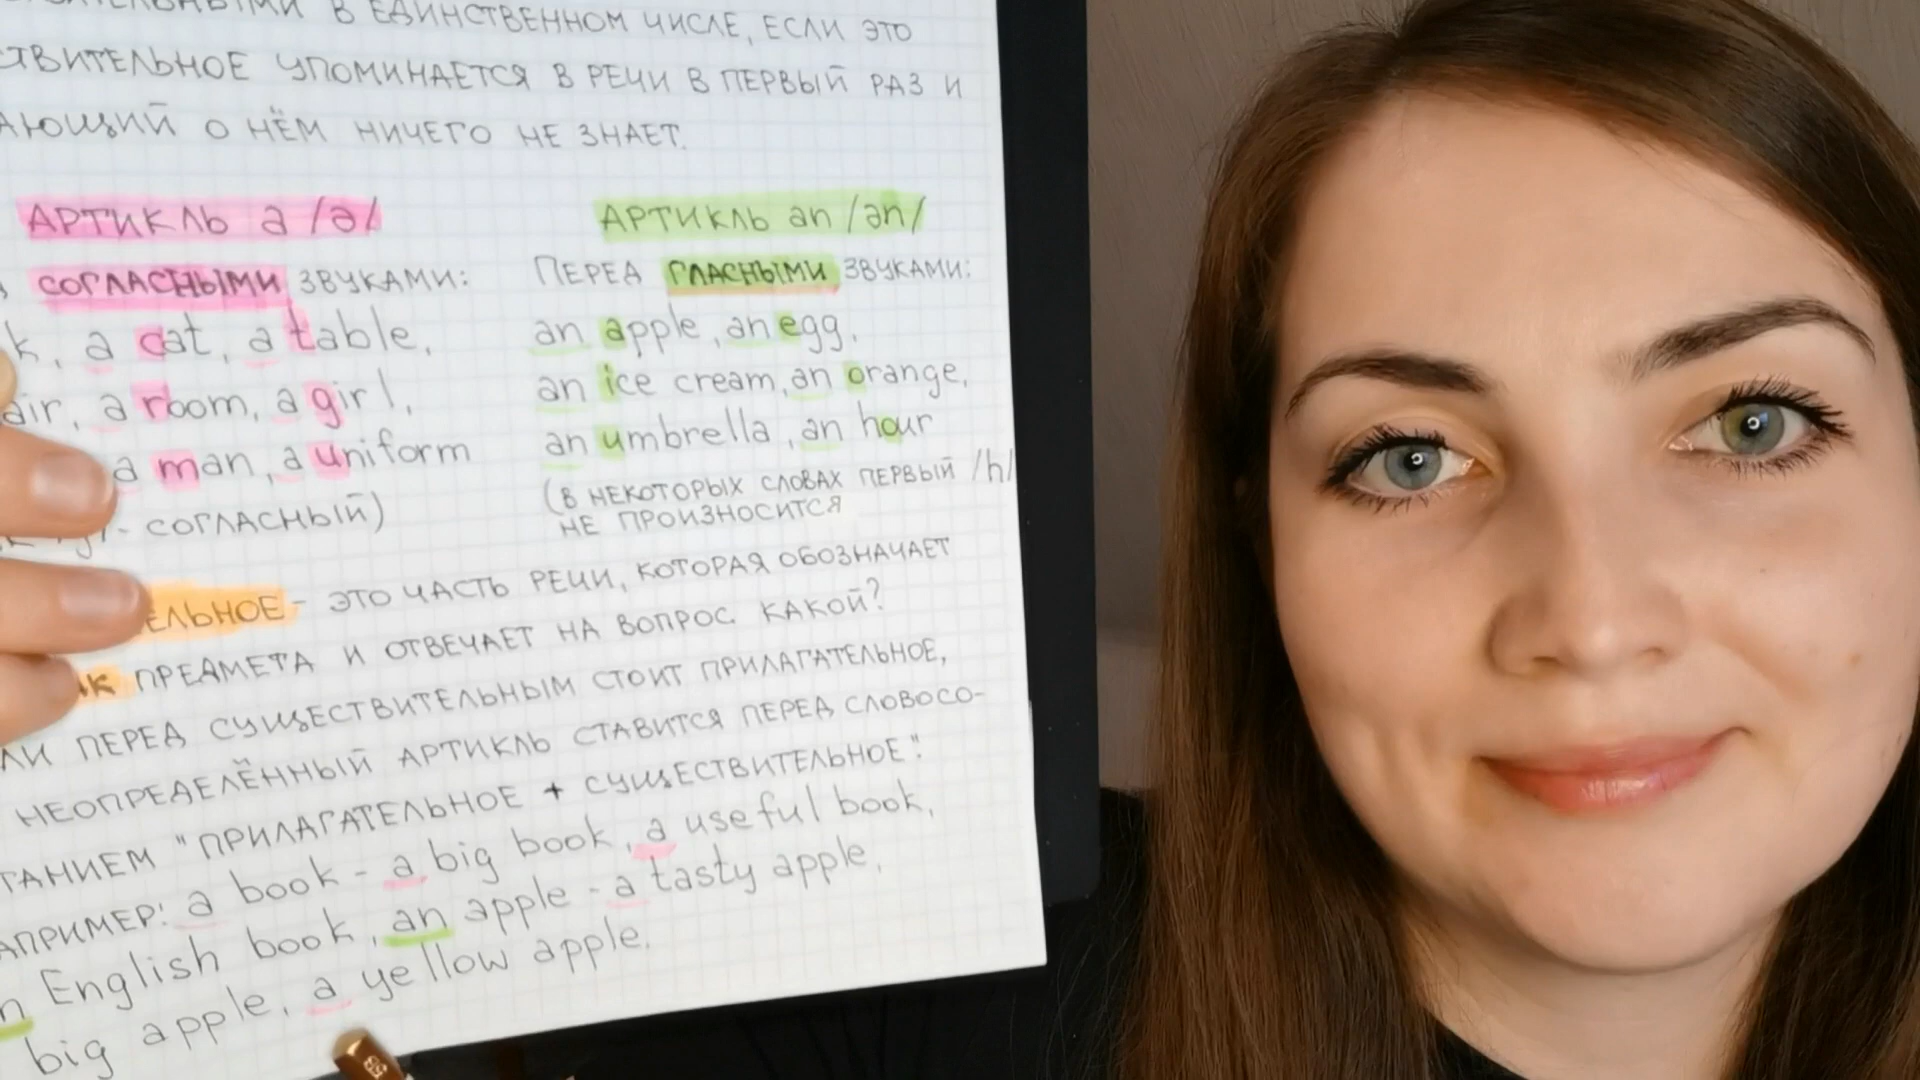 В ЕДИНСТВЕННОМ ЧИСЛЕ, ЕСЛИ ЭТО
СТВИТЕЛЬНОЕ УПОМИНАЕТСЯ В РЕЧИ В ПЕРВЫЙ РАЗ И
АЮЩИЙ О НЁМ НИЧЕГО НЕ ЗНАЕТ.
АРТИКЛЬ a /ə/
СОГЛАСНЫМИ ЗВУКАМИ:
k, a cat, a table,
air, a room, a girl,
a man, a uniform
- СОГЛАСНЫЙ)
АРТИКЛЬ an /ən/
ПЕРЕД ГЛАСНЫМИ ЗВУКАМИ:
an apple, an egg,
an ice cream, an orange,
an umbrella, an hour
(В НЕКОТОРЫХ СЛОВАХ ПЕРВЫЙ /h/
НЕ ПРОИЗНОСИТСЯ
ЕЛЬНОЕ - ЭТО ЧАСТЬ РЕЧИ, КОТОРАЯ ОБОЗНАЧАЕТ
АК ПРЕДМЕТА И ОТВЕЧАЕТ НА ВОПРОС КАКОЙ?
ЛИ ПЕРЕД СУЩЕСТВИТЕЛЬНЫМ СТОИТ ПРИЛАГАТЕЛЬНОЕ,
НЕОПРЕДЕЛЁННЫЙ АРТИКЛЬ СТАВИТСЯ ПЕРЕД СЛОВОСО-
ТАНИЕМ "ПРИЛАГАТЕЛЬНОЕ + СУЩЕСТВИТЕЛЬНОЕ".
АПРИМЕР: a book - a big book, a useful book,
n English book, an apple - a tasty apple,
big apple, a yellow apple.